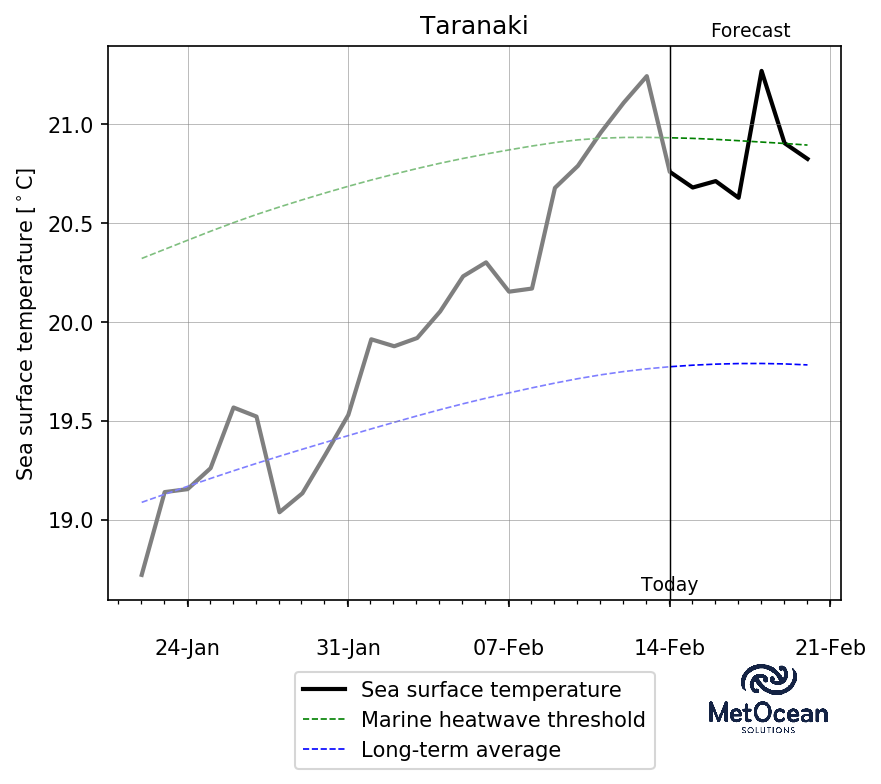 Taranaki
Forecast
Sea surface temperature [°C]
21.0
20.5
20.0
19.5
19.0
Today
24-Jan 31-Jan 07-Feb 14-Feb 21-Feb
Sea surface temperature
Marine heatwave threshold
Long-term average
MetOcean
SOLUTIONS